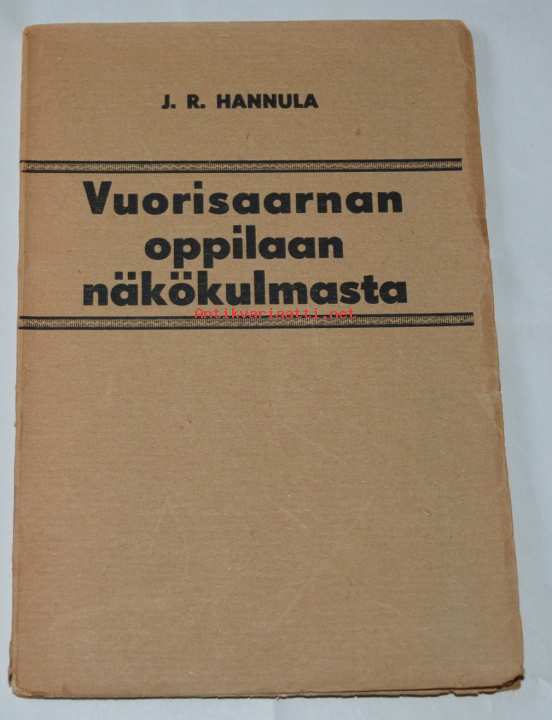 J. R. HANNULA
Vuorisaarnan
oppilaan
näkökulmasta
Antikvariaatti.net